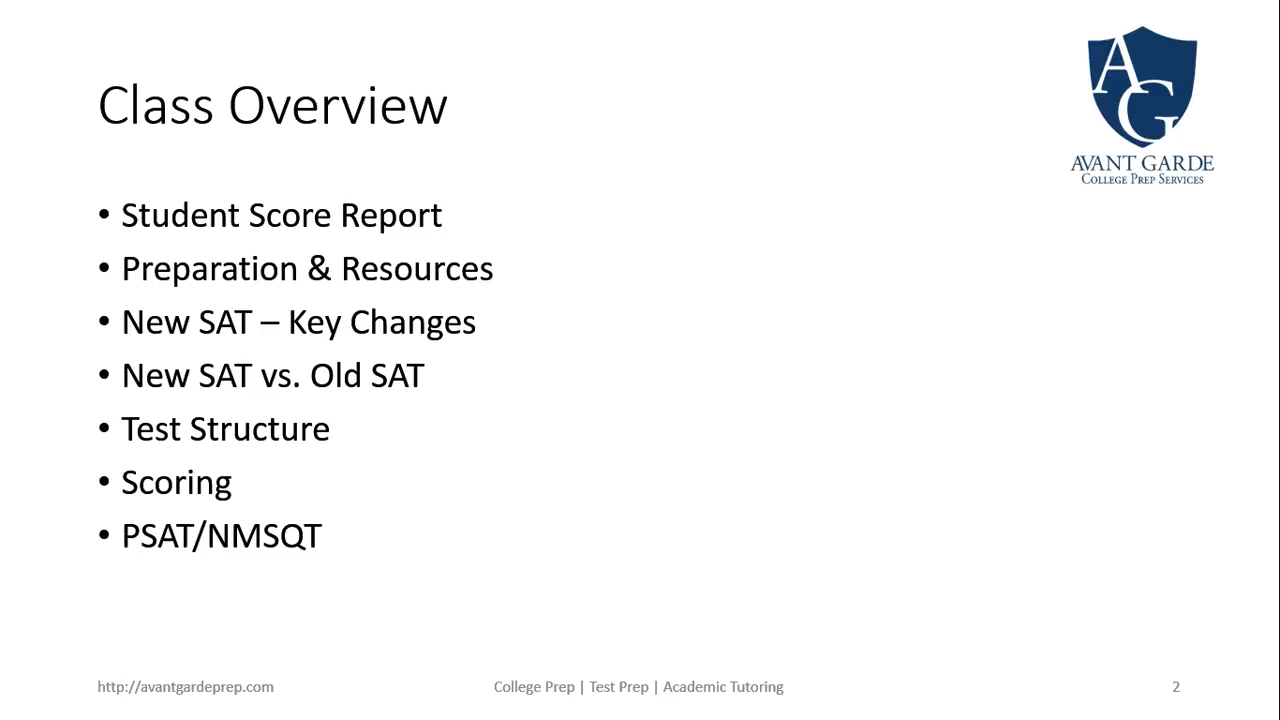 Class Overview
AG
AVANT GARDE
COLLEGE PREP SERVICES
• Student Score Report
• Preparation & Resources
• New SAT – Key Changes
• New SAT vs. Old SAT
• Test Structure
• Scoring
• PSAT/NMSQT
http://avantgardeprep.com
College Prep | Test Prep | Academic Tutoring
2